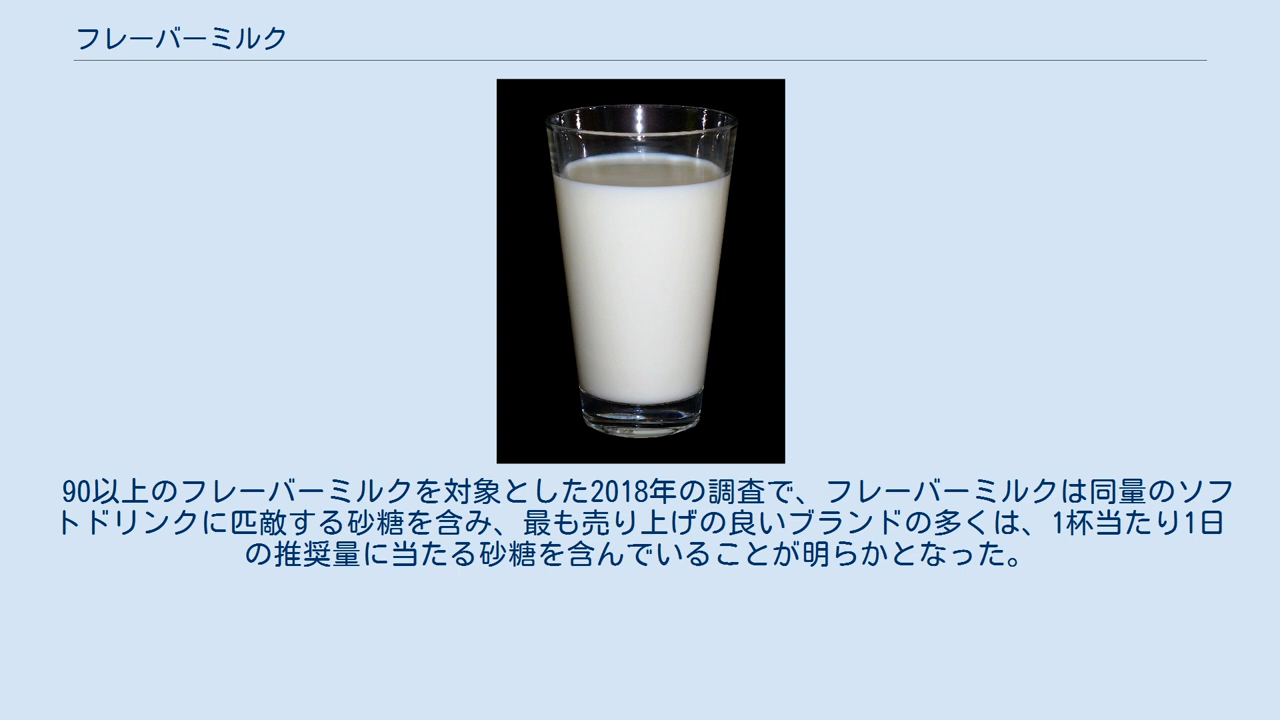 フレーバーミルク
90以上のフレーバーミルクを対象とした2018年の調査で、フレーバーミルクは同量のソフ
トドリンクに匹敵する砂糖を含み、最も売り上げの良いブランドの多くは、1杯当たり1日
の推奨量に当たる砂糖を含んでいることが明らかとなった。